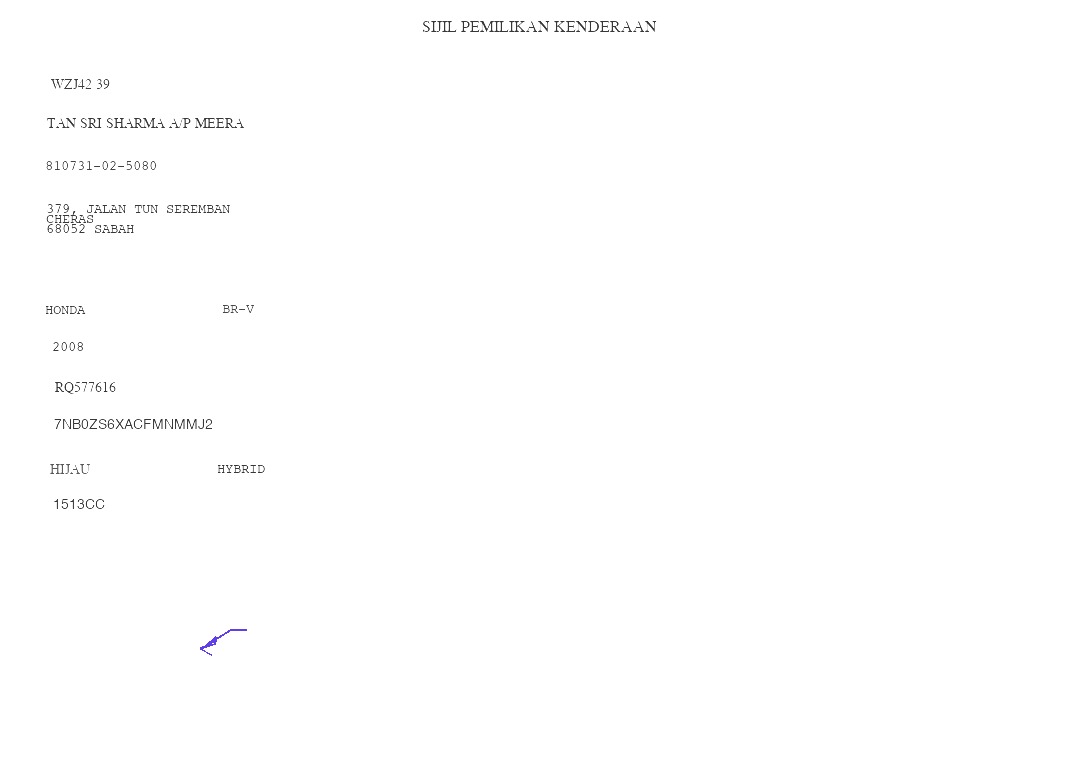 SIJIL PEMILIKAN KENDERAAN
WZJ42 39
TAN SRI SHARMA A/P MEERA
810731-02-5080
379, JALAN TUN SEREMBAN
CHERAS
68052 SABAH
HONDA BR-V
2008
RQ577616
7NB0ZS6XACFMNMMJ2
HIJAU HYBRID
1513CC